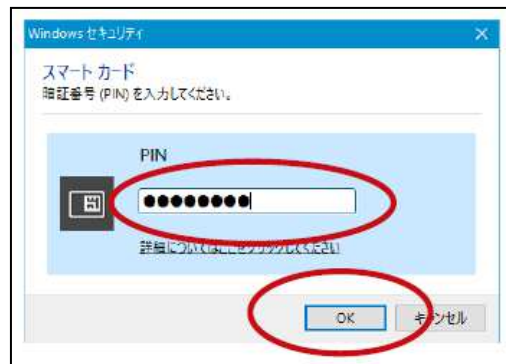 Windows セキュリティ
スマート カード
暗証番号 (PIN) を入力してください。
PIN
●●●●●●●●
詳細についてはここをクリックしてください
OK
キャンセル